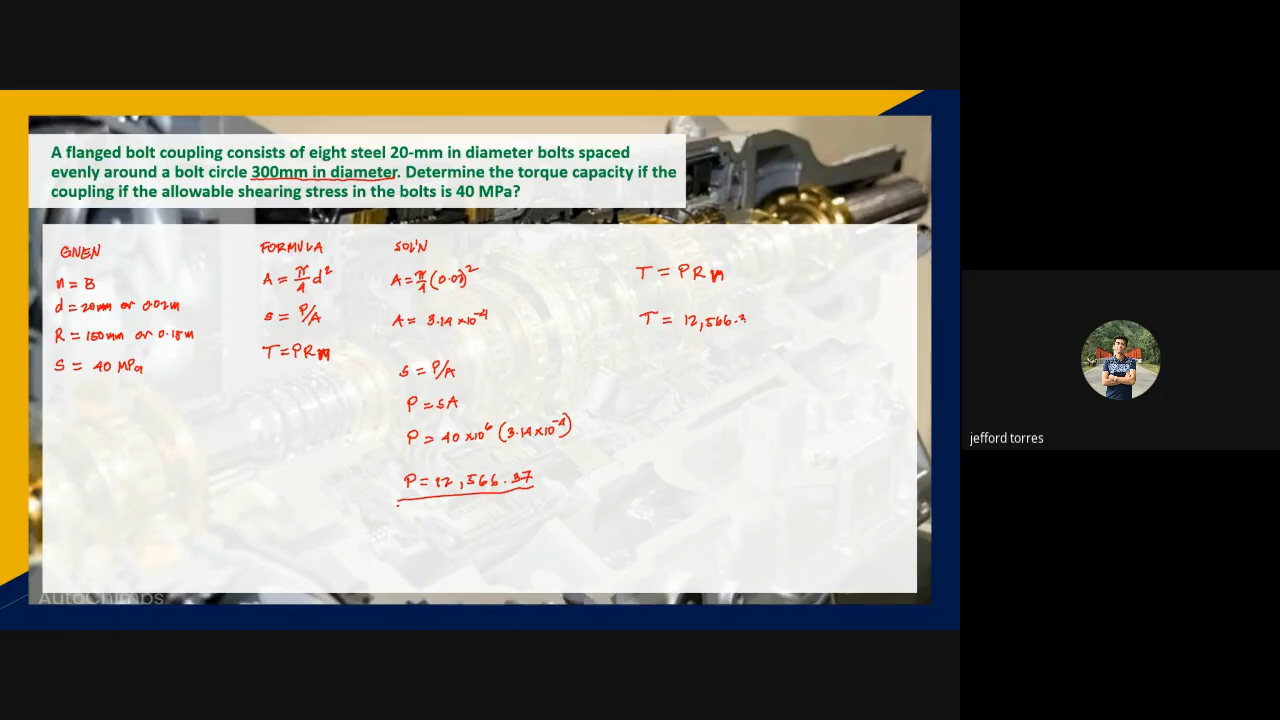 A flanged bolt coupling consists of eight steel 20-mm in diameter bolts spaced
evenly around a bolt circle 300mm in diameter. Determine the torque capacity if the
coupling if the allowable shearing stress in the bolts is 40 MPa?
GIVEN
n = 8
d = 20mm or 0.02m
R = 150mm or 0.15m
S = 40 MPa
FORMULA
A = π/4 d²
s = P/A
T = PRn
SOL'N
A = π/4 (0.02)²
A = 3.14 x10⁻⁴
s = P/A
P = sA
P = 40 x10⁶ (3.14 x10⁻⁴)
P = 12,566.37
T = PRn
T = 12,566.3
AutoChimps
jefford torres